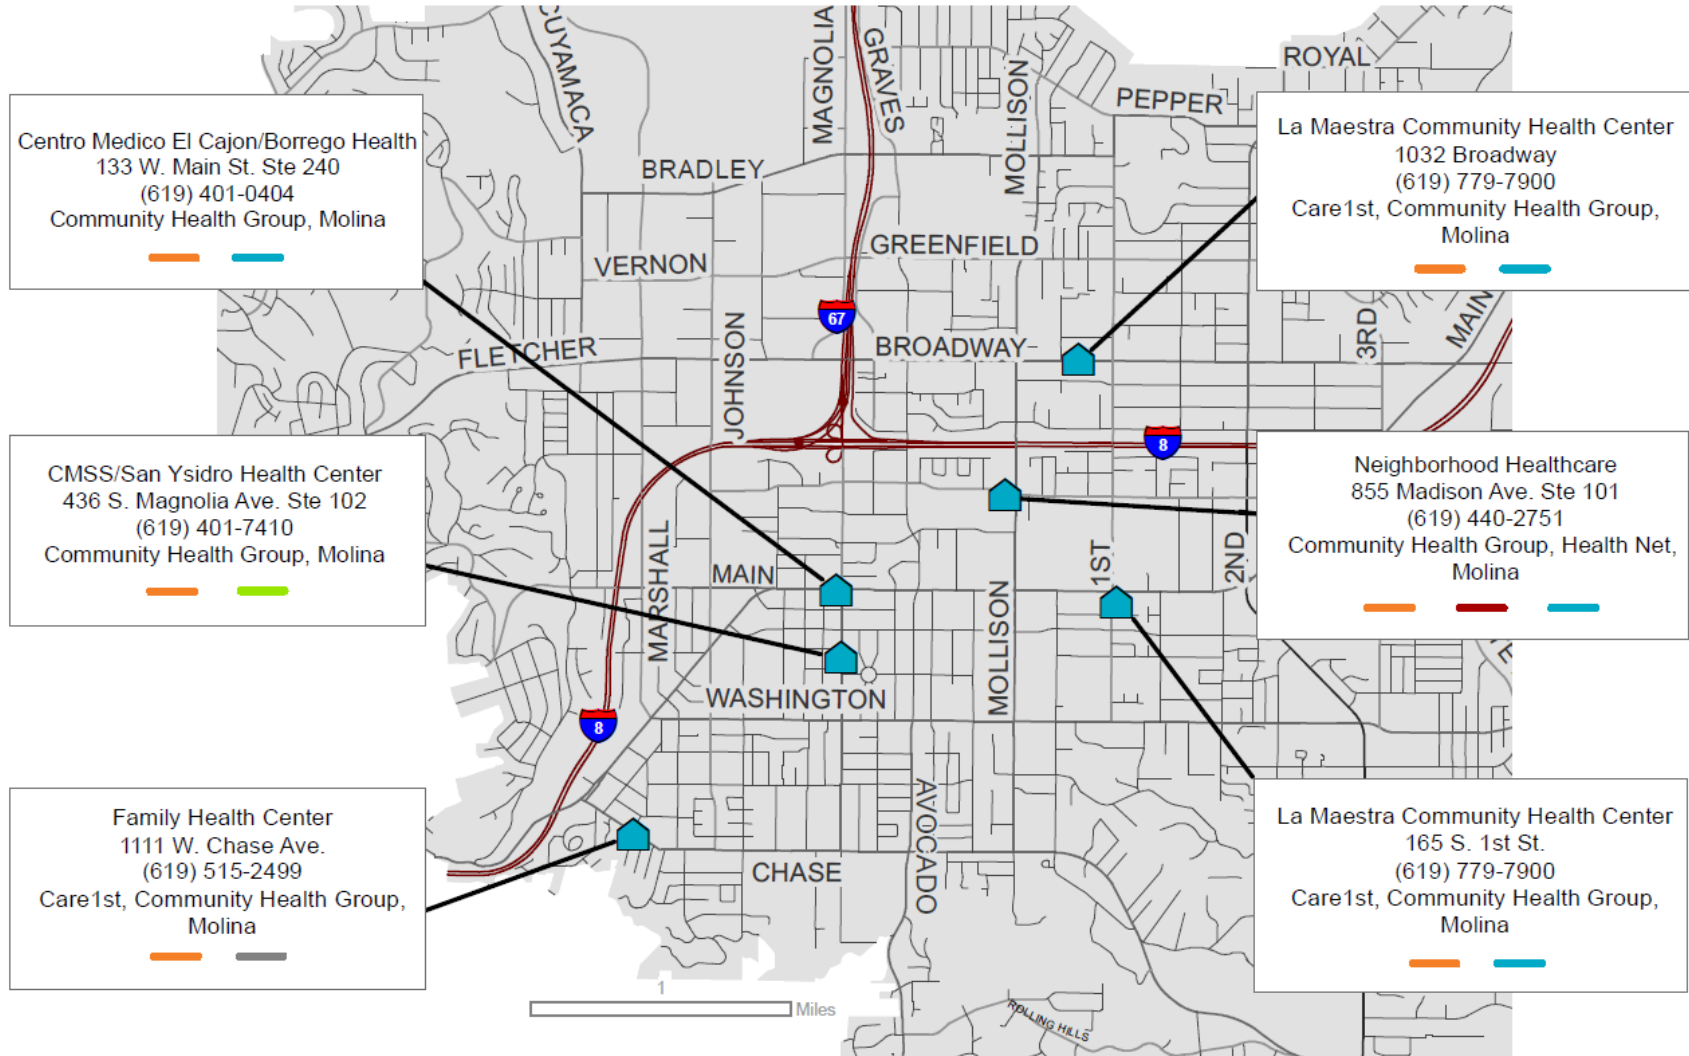 CUYAMACA
MAGNOLIA
GRAVES
MOLLISON
ROYAL
PEPPER
BRADLEY
GREENFIELD
VERNON
67
JOHNSON
FLETCHER
BROADWAY
3RD
MAIN
8
MARSHALL
MAIN
1ST
2ND
MOLLISON
WASHINGTON
8
AVOCADO
CHASE
ROLLING HILLS
1
Miles
Centro Medico El Cajon/Borrego Health
133 W. Main St. Ste 240
(619) 401-0404
Community Health Group, Molina
CMSS/San Ysidro Health Center
436 S. Magnolia Ave. Ste 102
(619) 401-7410
Community Health Group, Molina
Family Health Center
1111 W. Chase Ave.
(619) 515-2499
Care1st, Community Health Group,
Molina
La Maestra Community Health Center
1032 Broadway
(619) 779-7900
Care1st, Community Health Group,
Molina
Neighborhood Healthcare
855 Madison Ave. Ste 101
(619) 440-2751
Community Health Group, Health Net,
Molina
La Maestra Community Health Center
165 S. 1st St.
(619) 779-7900
Care1st, Community Health Group,
Molina